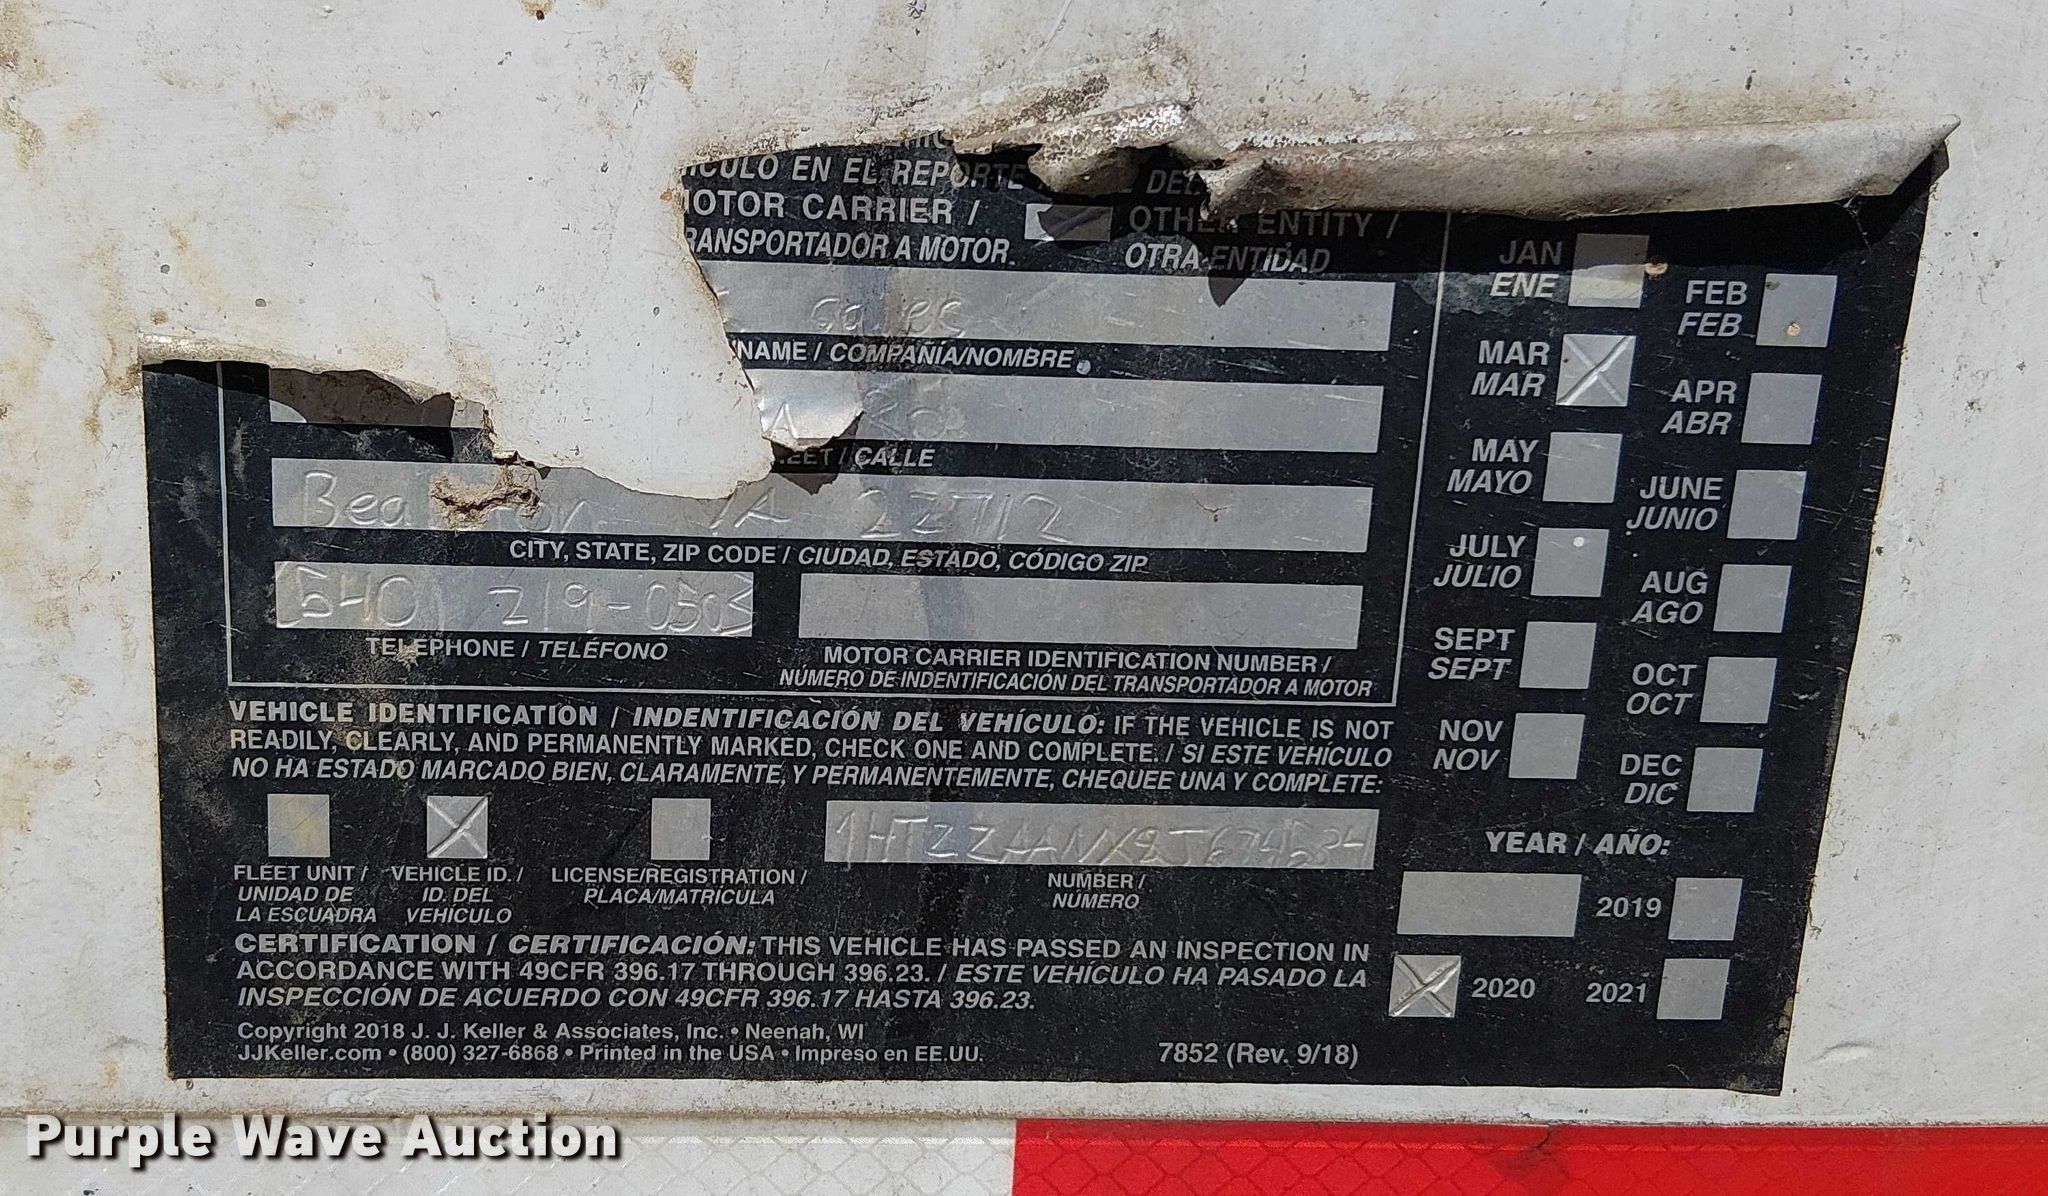 ICULO EN EL REPORTE
DEL
MOTOR CARRIER /
OTHER ENTITY /
RANSPORTADOR A MOTOR
OTRA ENTIDAD
/NAME / COMPAÑIA/NOMBRE
EET / CALLE
VA 22712
CITY, STATE, ZIP CODE / CIUDAD, ESTADO, CÓDIGO ZIP
540 219-0503
TELEPHONE / TELÉFONO
MOTOR CARRIER IDENTIFICATION NUMBER /
NÚMERO DE INDENTIFICACIÓN DEL TRANSPORTADOR A MOTOR
VEHICLE IDENTIFICATION / INDENTIFICACIÓN DEL VEHÍCULO: IF THE VEHICLE IS NOT
READILY, CLEARLY, AND PERMANENTLY MARKED, CHECK ONE AND COMPLETE. / SI ESTE VEHÍCULO
NO HA ESTADO MARCADO BIEN, CLARAMENTE, Y PERMANENTEMENTE, CHEQUEE UNA Y COMPLETE:
FLEET UNIT /
UNIDAD DE
LA ESCUADRA
VEHICLE ID. /
ID. DEL
VEHÍCULO
LICENSE/REGISTRATION /
PLACA/MATRÍCULA
NUMBER /
NÚMERO
CERTIFICATION / CERTIFICACIÓN: THIS VEHICLE HAS PASSED AN INSPECTION IN
ACCORDANCE WITH 49CFR 396.17 THROUGH 396.23. / ESTE VEHÍCULO HA PASADO LA
INSPECCIÓN DE ACUERDO CON 49CFR 396.17 HASTA 396.23.
Copyright 2018 J. J. Keller & Associates, Inc. • Neenah, WI
JJKeller.com • (800) 327-6868 • Printed in the USA • Impreso en EE.UU.
7852 (Rev. 9/18)
JAN
ENE
FEB
FEB
MAR
MAR
APR
ABR
MAY
MAYO
JUNE
JUNIO
JULY
JULIO
AUG
AGO
SEPT
SEPT
OCT
OCT
NOV
NOV
DEC
DIC
YEAR / AÑO:
2019
2020
2021
Purple Wave Auction